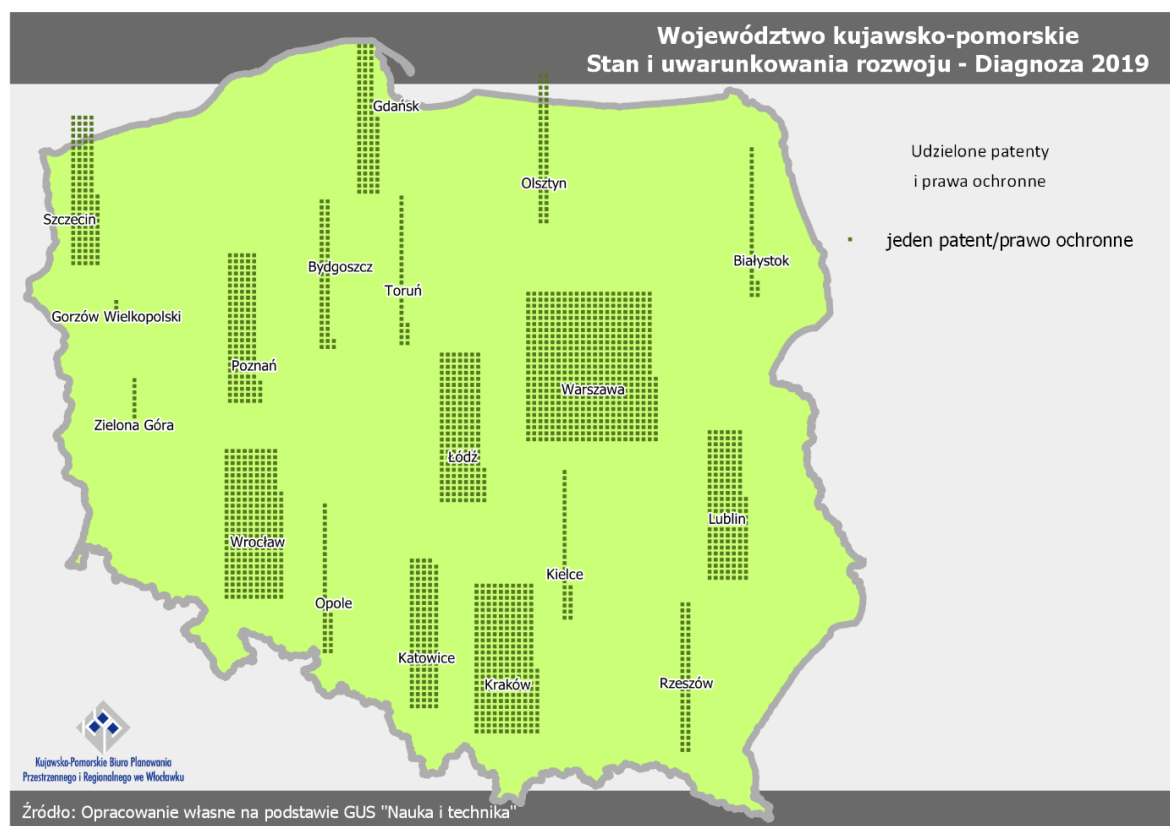 Województwo kujawsko-pomorskie
Stan i uwarunkowania rozwoju - Diagnoza 2019
Udzielone patenty
i prawa ochronne
jeden patent/prawo ochronne
Gdańsk
Olsztyn
Szczecin
Bydgoszcz
Toruń
Białystok
Gorzów Wielkopolski
Poznań
Warszawa
Zielona Góra
Łódź
Wrocław
Lublin
Kielce
Opole
Katowice
Kraków
Rzeszów
Kujawsko-Pomorskie Biuro Planowania
Przestrzennego i Regionalnego we Włocławku
Źródło: Opracowanie własne na podstawie GUS "Nauka i technika"